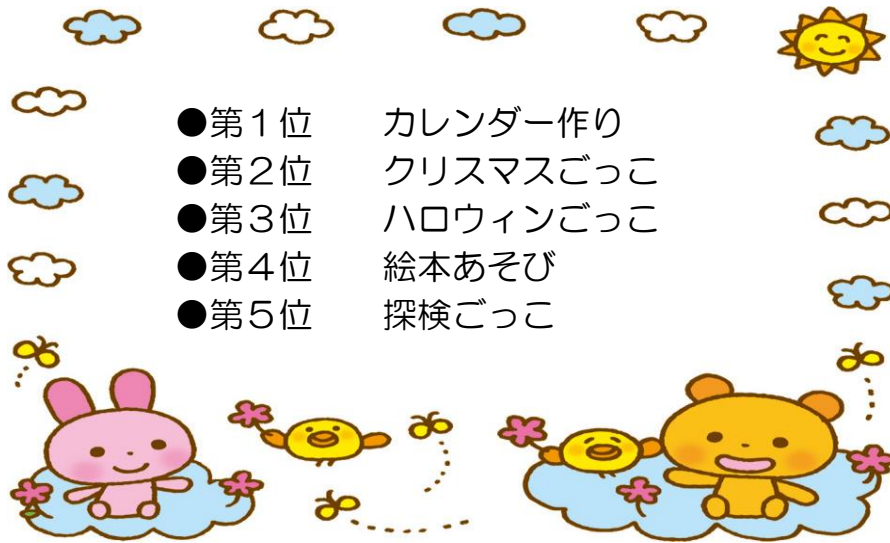 ●第１位　　カレンダー作り
●第２位　　クリスマスごっこ
●第３位　　ハロウィンごっこ
●第４位　　絵本あそび
●第５位　　探検ごっこ